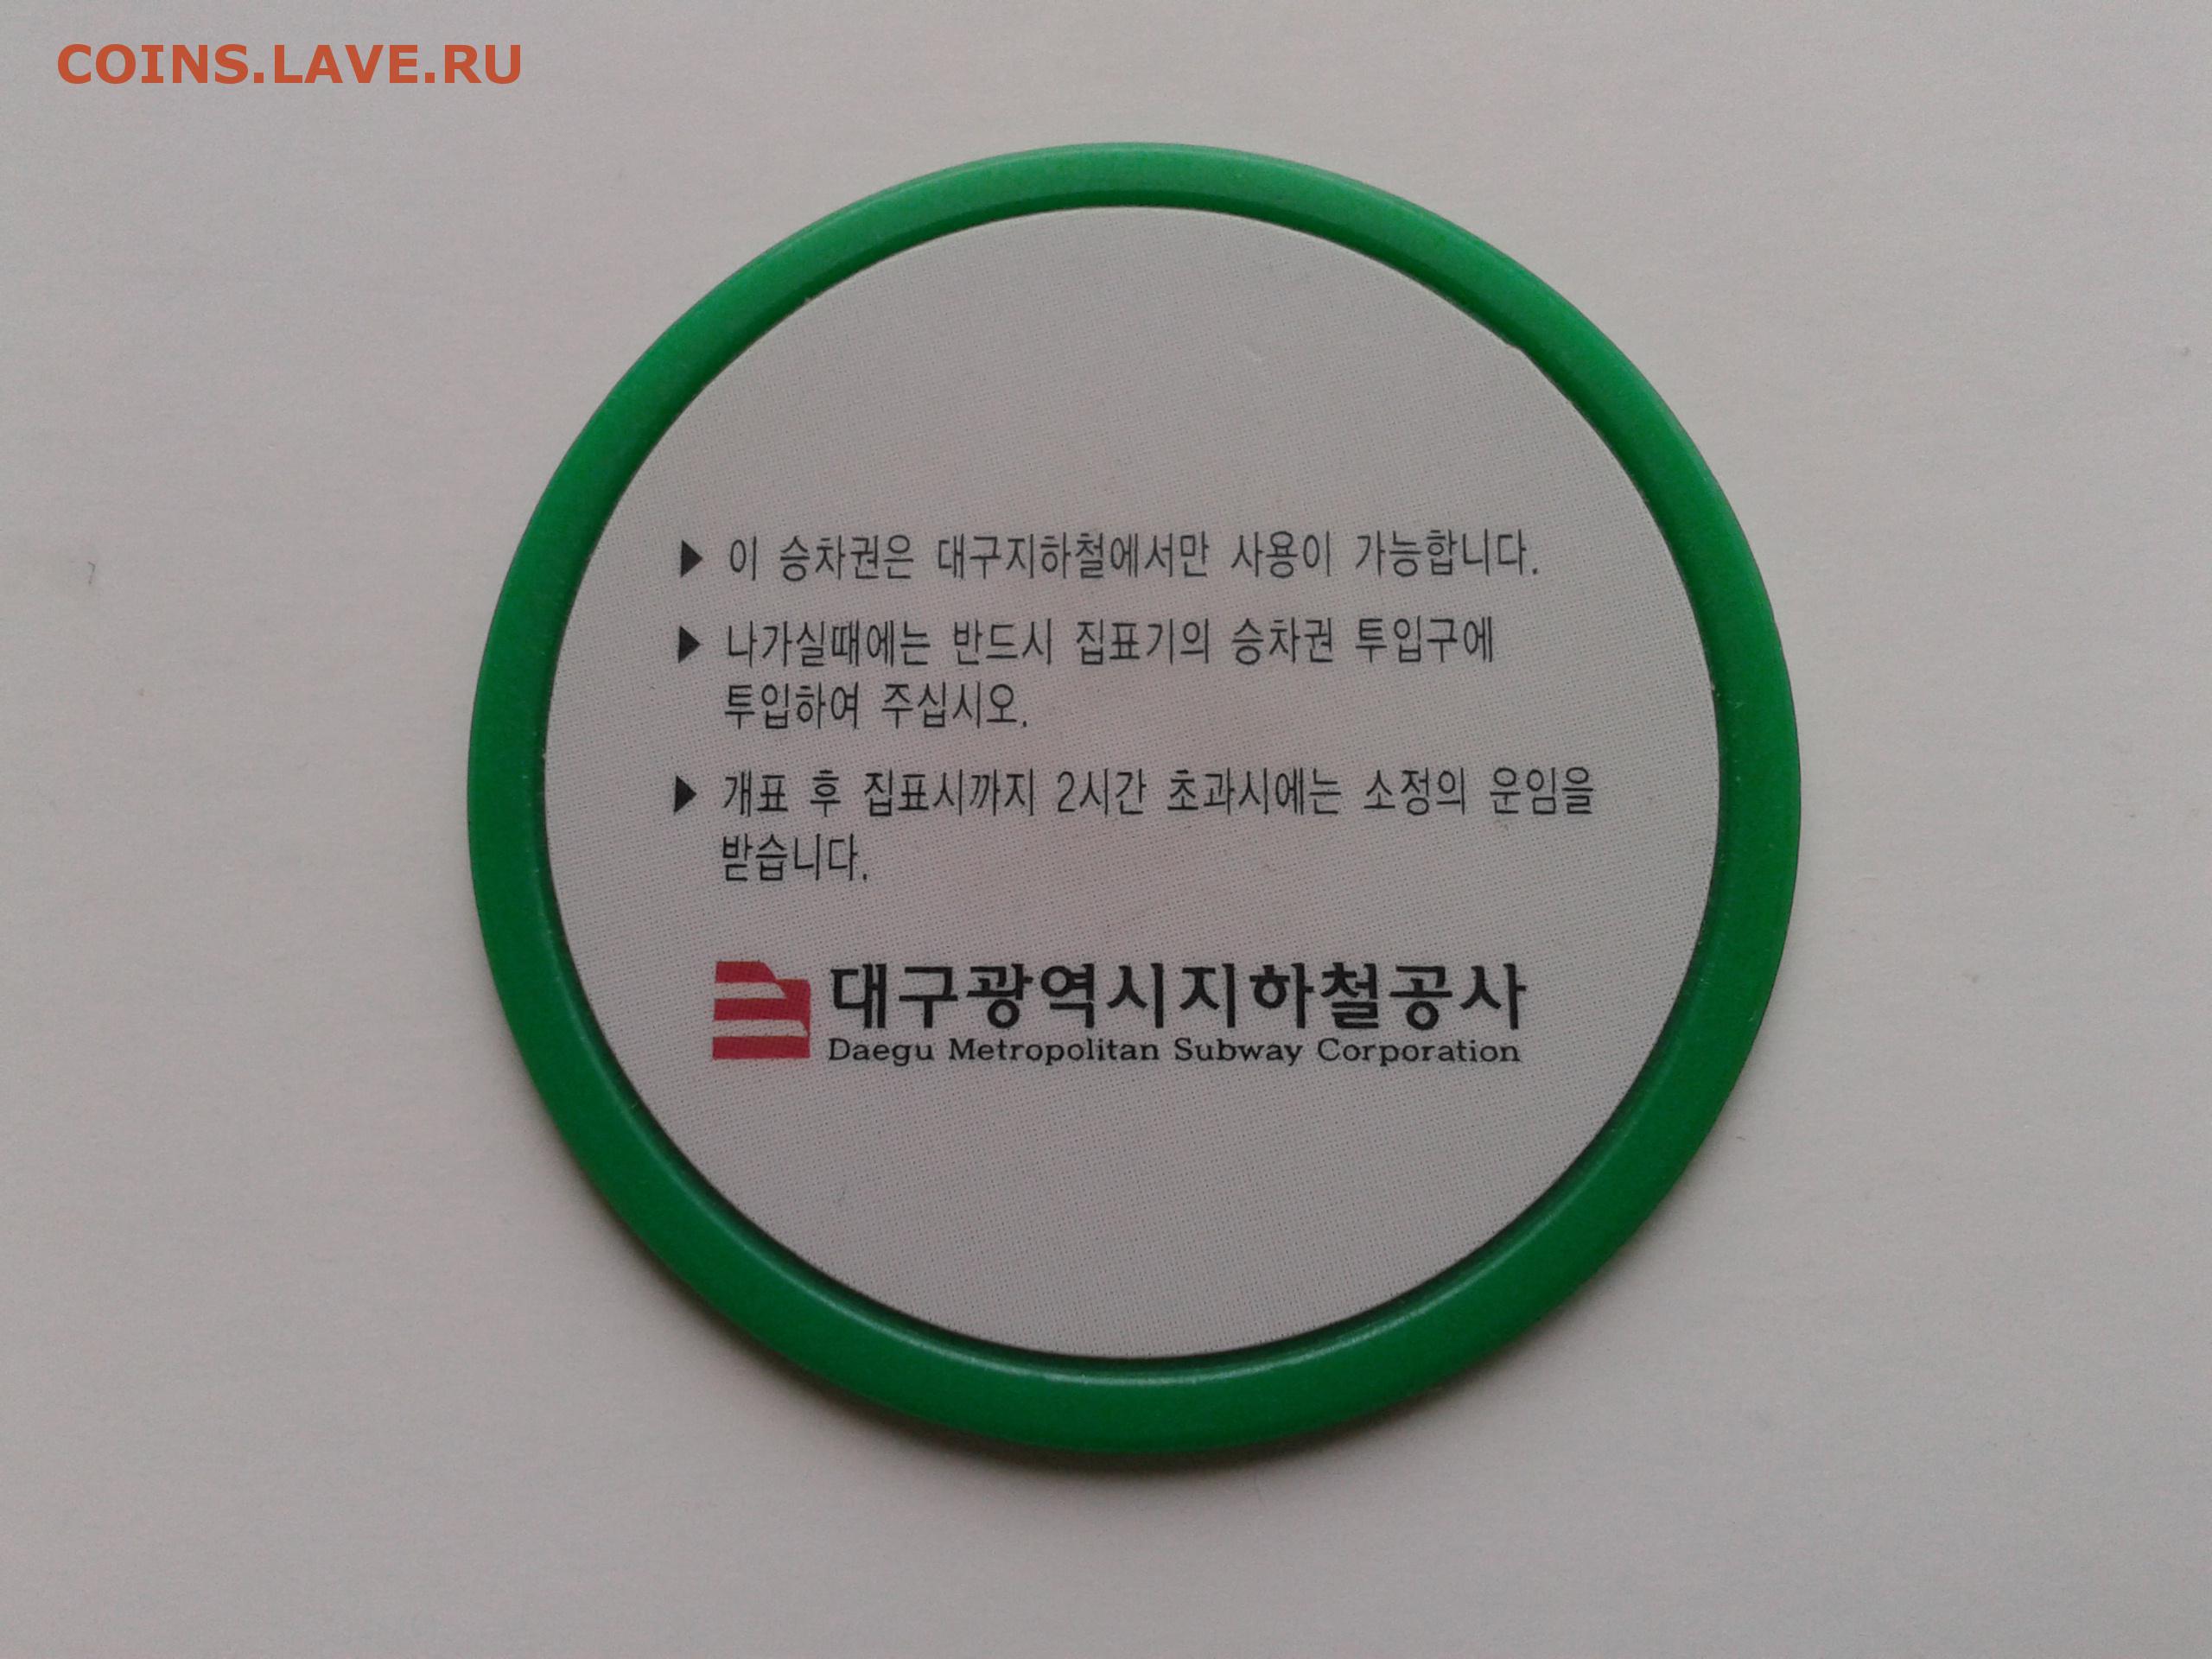 COINS.LAVE.RU
▶ 이 승차권은 대구지하철에서만 사용이 가능합니다.
▶ 나가실때에는 반드시 집표기의 승차권 투입구에
투입하여 주십시오.
▶ 개표 후 집표시까지 2시간 초과시에는 소정의 운임을
받습니다.
대구광역시지하철공사
Daegu Metropolitan Subway Corporation